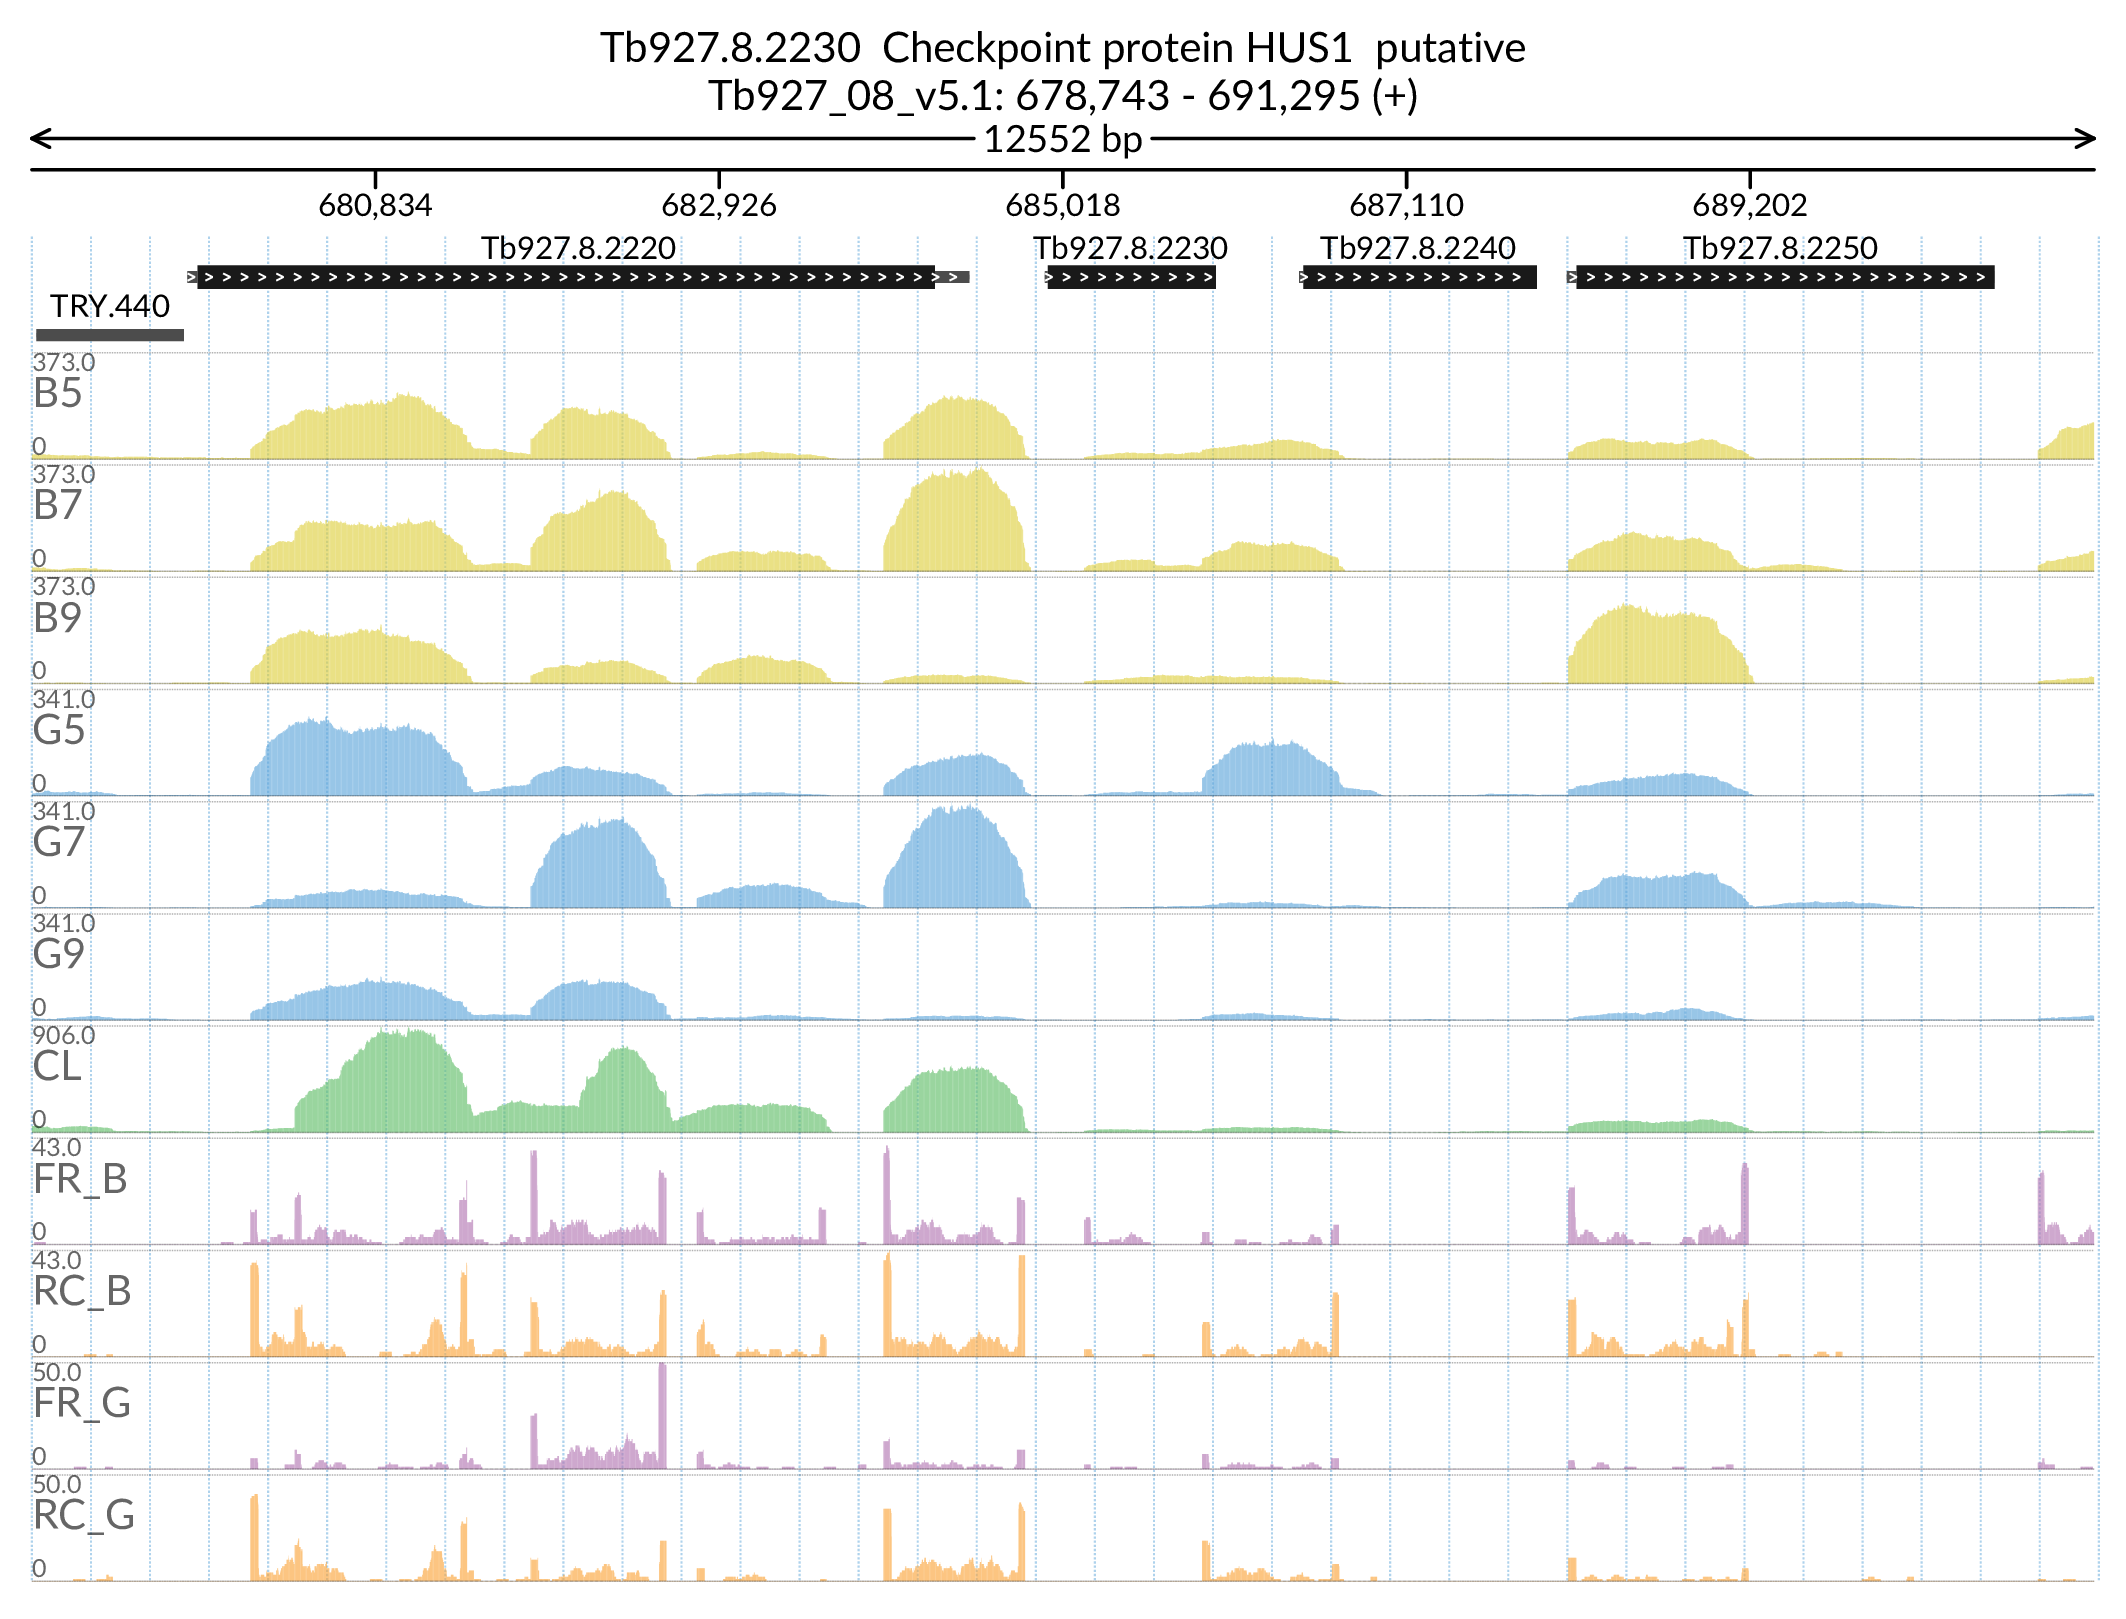 Tb927.8.2230 Checkpoint protein HUS1 putative
Tb927_08_v5.1: 678,743 - 691,295 (+)
12552 bp
680,834 682,926 685,018 687,110 689,202
Tb927.8.2220 Tb927.8.2230 Tb927.8.2240 Tb927.8.2250
TRY.440
373.0
B5
0
373.0
B7
0
373.0
B9
0
341.0
G5
0
341.0
G7
0
341.0
G9
0
906.0
CL
0
43.0
FR_B
0
43.0
RC_B
0
50.0
FR_G
0
50.0
RC_G
0